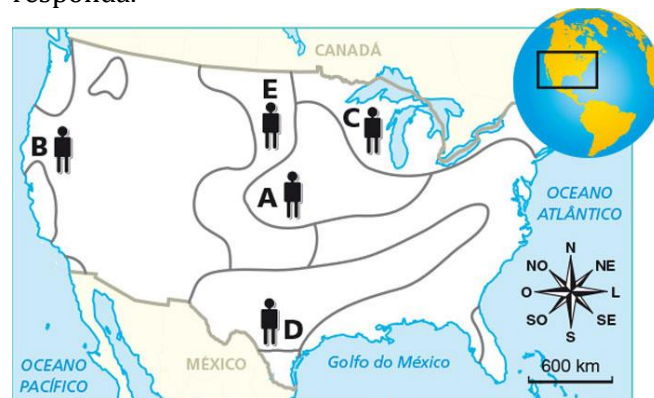 responda:
CANADÁ
E
B
C
A
OCEANO
ATLÂNTICO
N
NO
NE
O
L
SO
SE
S
D
OCEANO
PACÍFICO
MÉXICO
Golfo do México
600 km